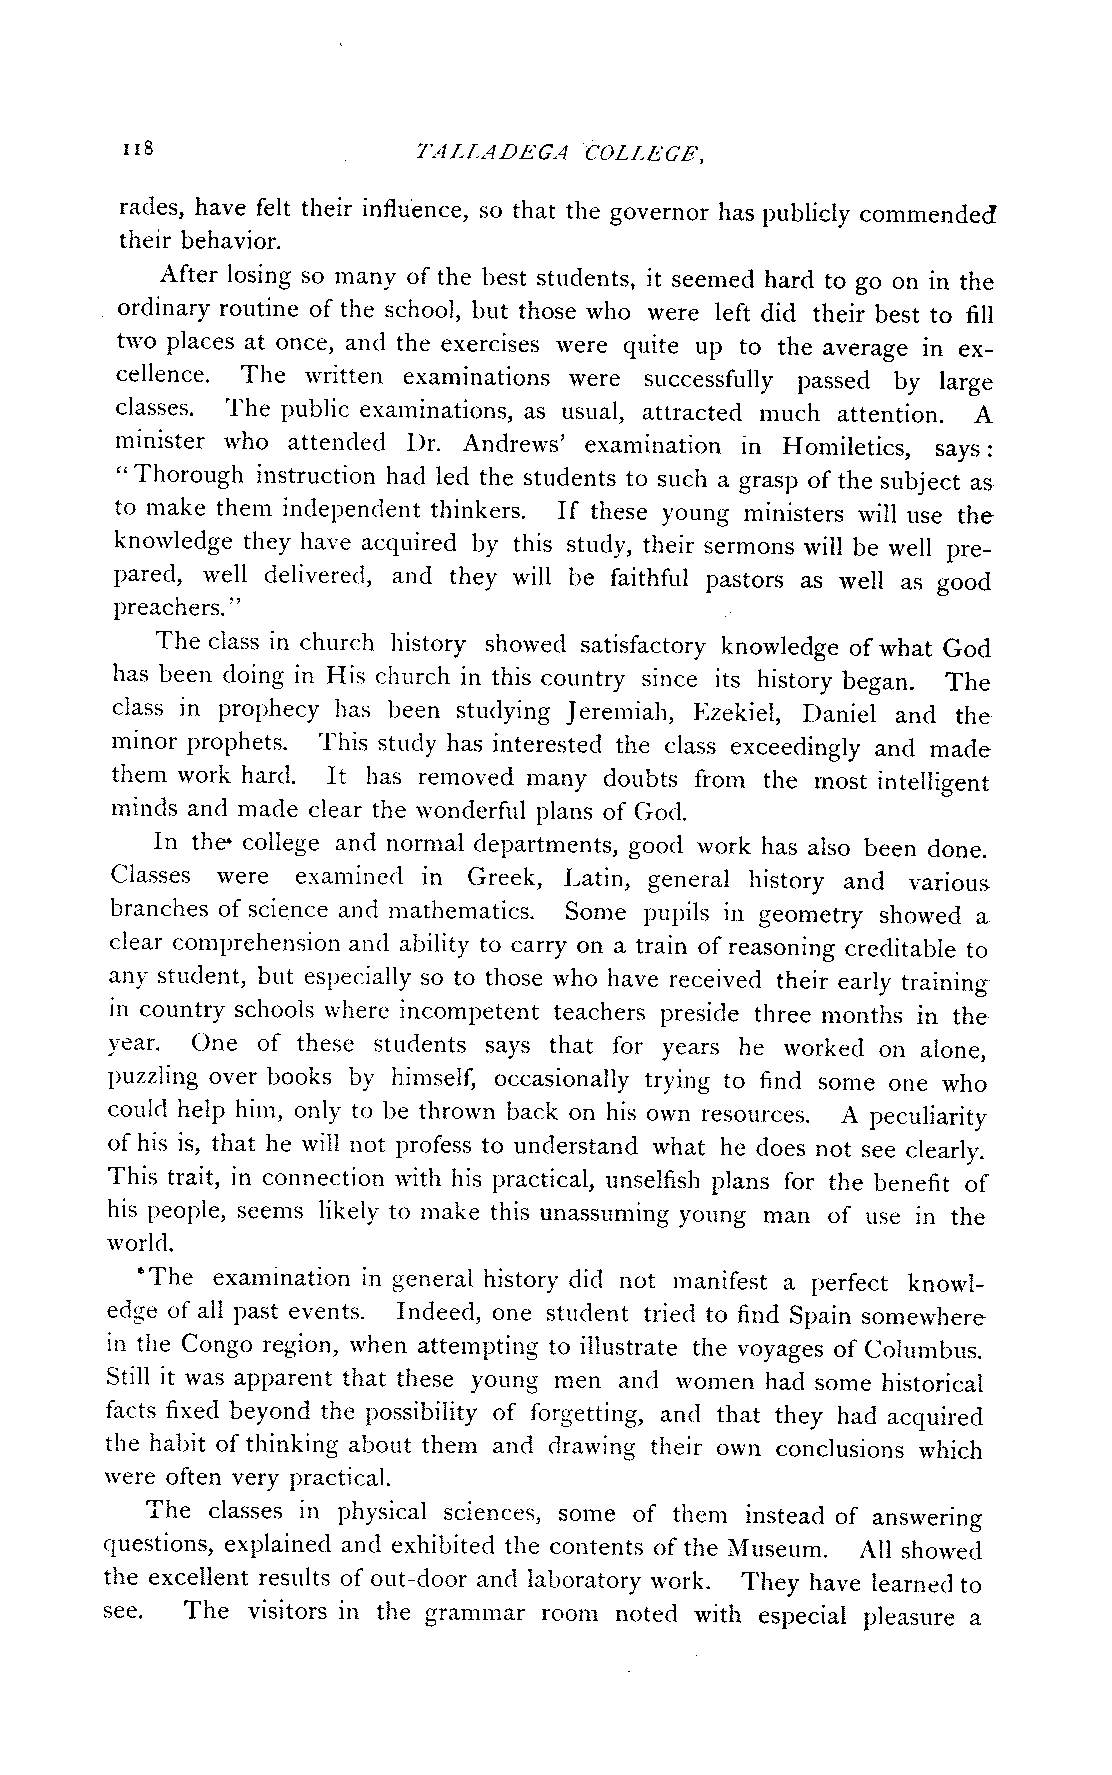 118 TALLADEGA COLLEGE,
rades, have felt their influence, so that the governor has publicly commended
their behavior.
After losing so many of the best students, it seemed hard to go on in the
ordinary routine of the school, but those who were left did their best to fill
two places at once, and the exercises were quite up to the average in ex-
cellence. The written examinations were successfully passed by large
classes. The public examinations, as usual, attracted much attention. A
minister who attended Dr. Andrews' examination in Homiletics, says:
"Thorough instruction had led the students to such a grasp of the subject as
to make them independent thinkers. If these young ministers will use the
knowledge they have acquired by this study, their sermons will be well pre-
pared, well delivered, and they will be faithful pastors as well as good
preachers."
The class in church history showed satisfactory knowledge of what God
has been doing in His church in this country since its history began. The
class in prophecy has been studying Jeremiah, Ezekiel, Daniel and the
minor prophets. This study has interested the class exceedingly and made
them work hard. It has removed many doubts from the most intelligent
minds and made clear the wonderful plans of God.
In the college and normal departments, good work has also been done.
Classes were examined in Greek, Latin, general history and various
branches of science and mathematics. Some pupils in geometry showed a
clear comprehension and ability to carry on a train of reasoning creditable to
any student, but especially so to those who have received their early training
in country schools where incompetent teachers preside three months in the
year. One of these students says that for years he worked on alone,
puzzling over books by himself, occasionally trying to find some one who
could help him, only to be thrown back on his own resources. A peculiarity
of his is, that he will not profess to understand what he does not see clearly.
This trait, in connection with his practical, unselfish plans for the benefit of
his people, seems likely to make this unassuming young man of use in the
world.
The examination in general history did not manifest a perfect knowl-
edge of all past events. Indeed, one student tried to find Spain somewhere
in the Congo region, when attempting to illustrate the voyages of Columbus.
Still it was apparent that these young men and women had some historical
facts fixed beyond the possibility of forgetting, and that they had acquired
the habit of thinking about them and drawing their own conclusions which
were often very practical.
The classes in physical sciences, some of them instead of answering
questions, explained and exhibited the contents of the Museum. All showed
the excellent results of out-door and laboratory work. They have learned to
see. The visitors in the grammar room noted with especial pleasure a